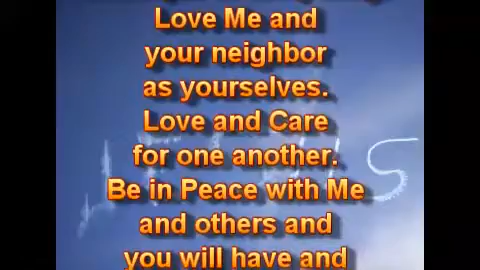 Love Me and
your neighbor
as yourselves.
Love and Care
for one another.
Be in Peace with Me
and others and
you will have and